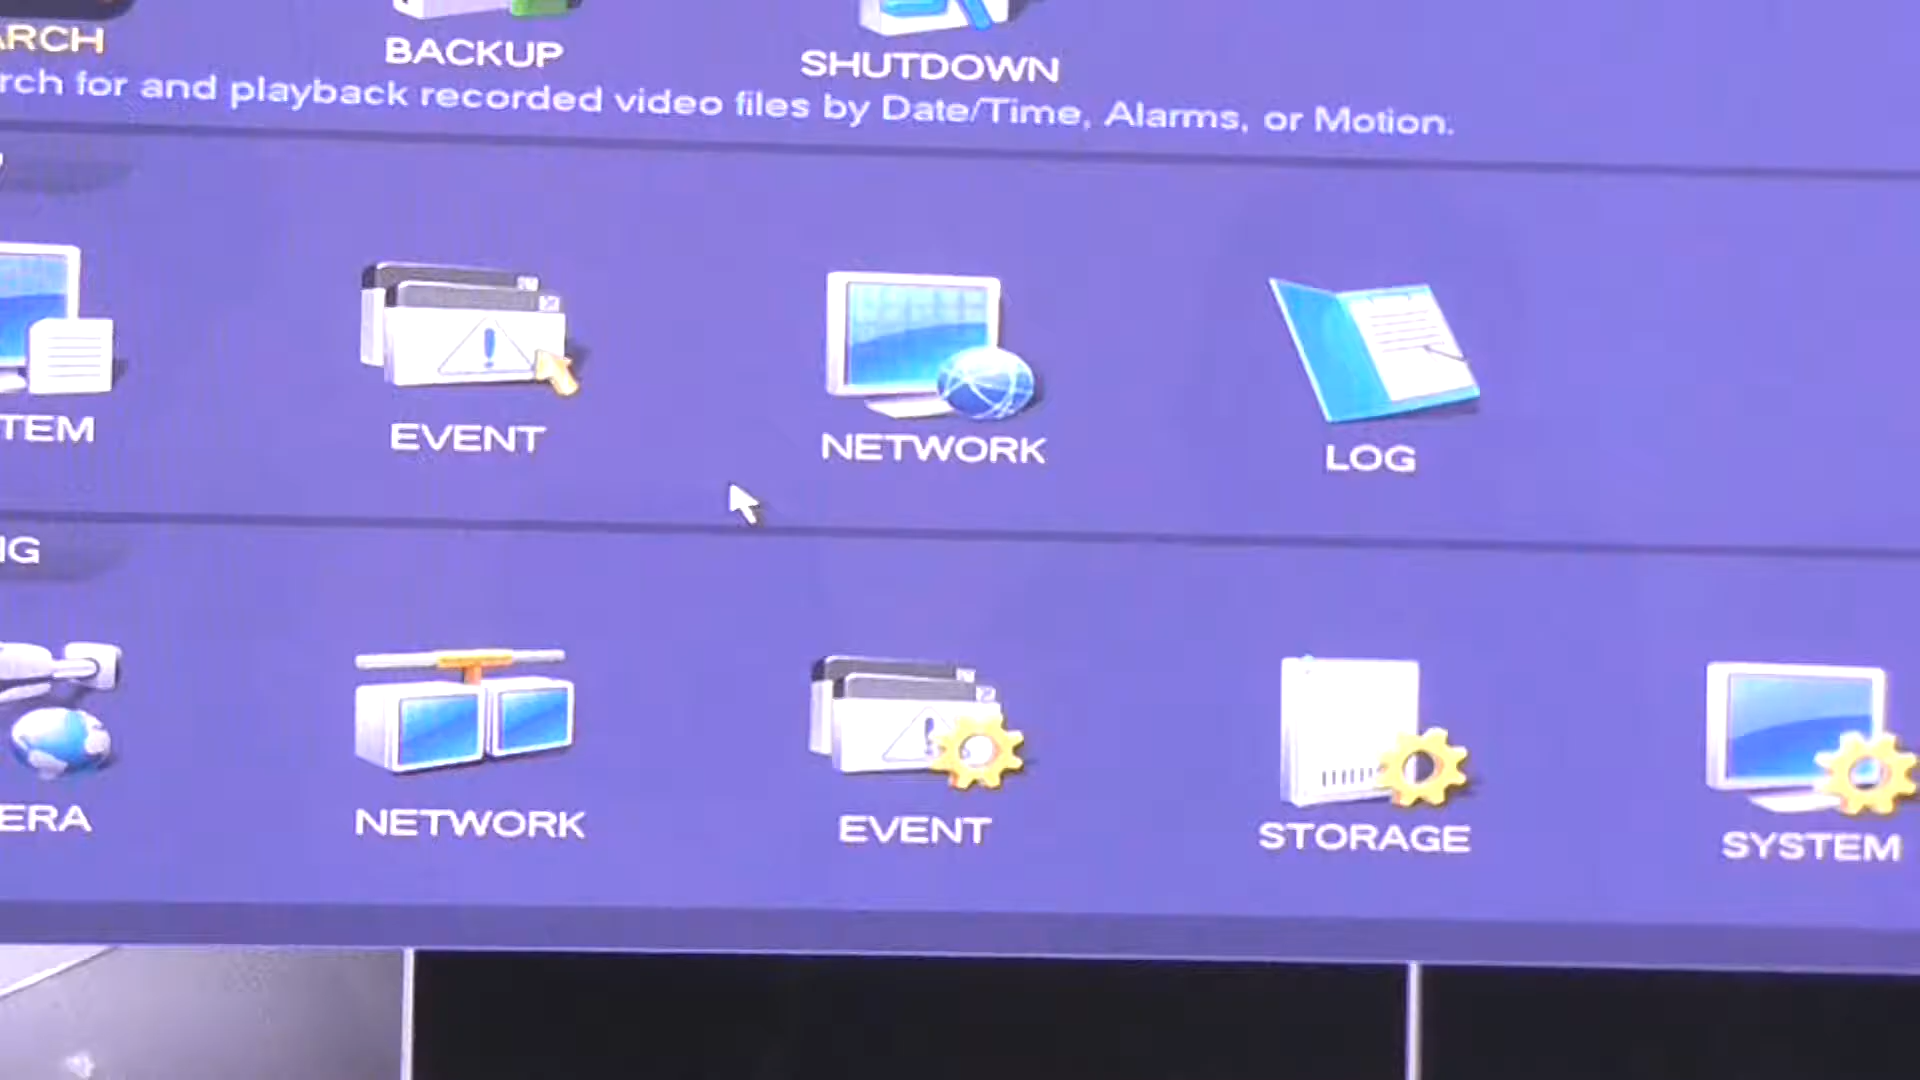 ARCH
BACKUP
SHUTDOWN
rch for and playback recorded video files by Date/Time, Alarms, or Motion.
TEM
EVENT
NETWORK
LOG
IG
ERA
NETWORK
EVENT
STORAGE
SYSTEM